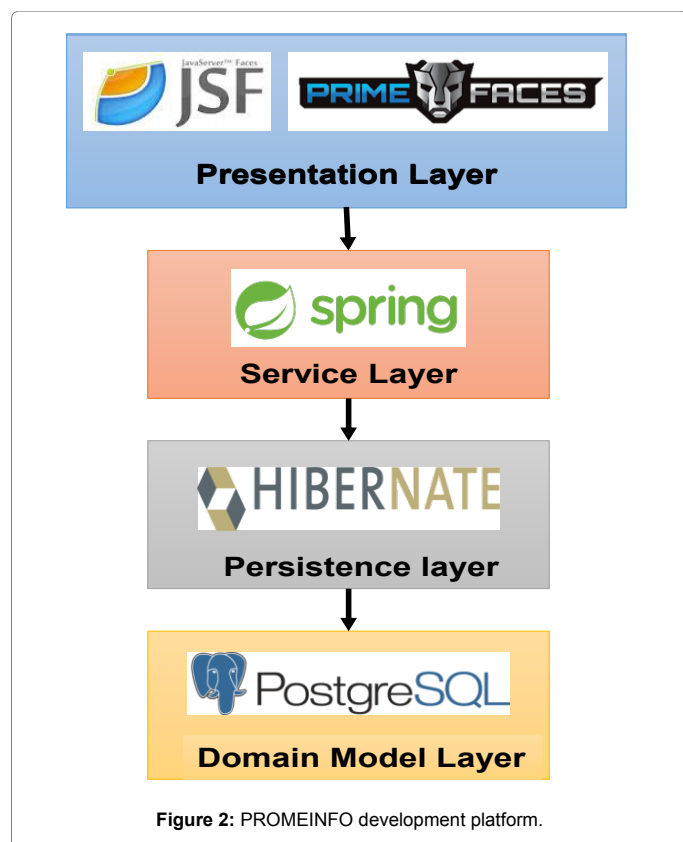 JavaServer™ Faces
JSF
PRIME FACES
Presentation Layer
spring
Service Layer
HIBERNATE
Persistence layer
PostgreSQL
Domain Model Layer
Figure 2: PROMEINFO development platform.